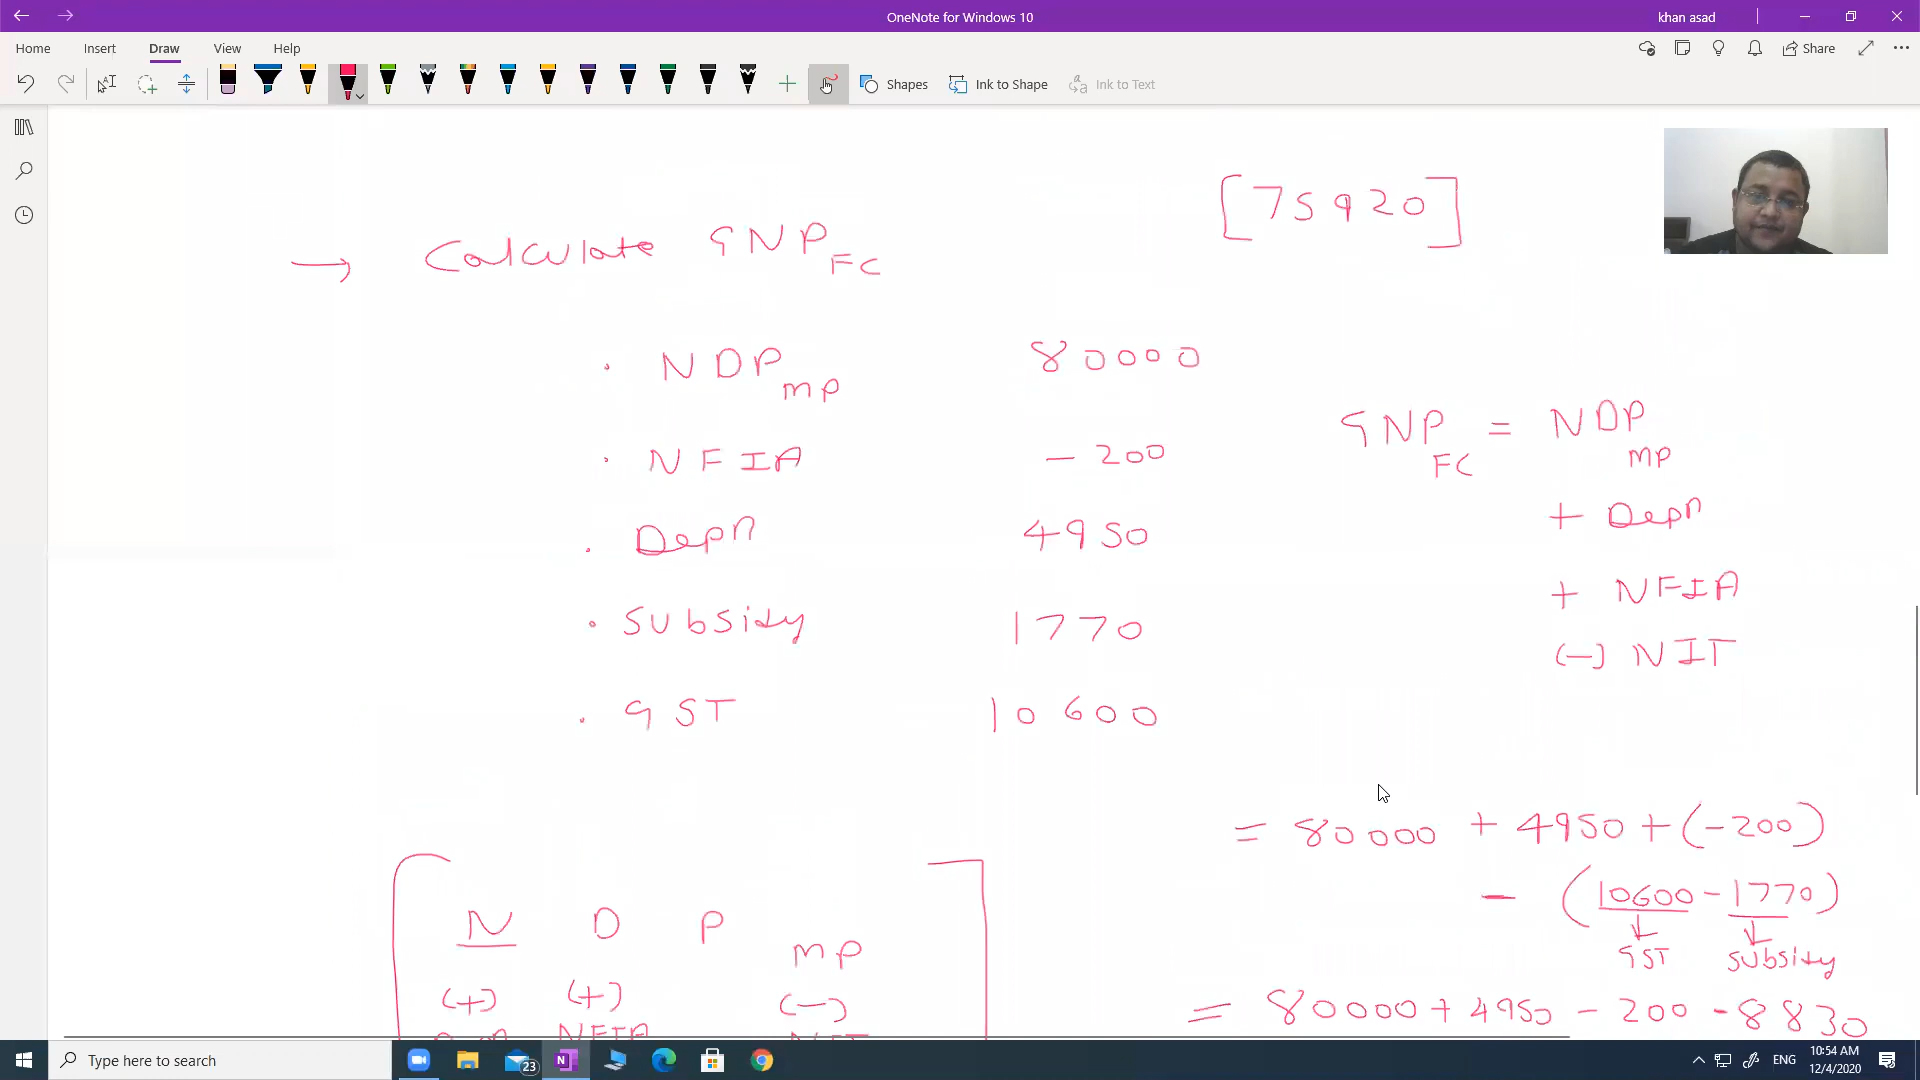 OneNote for Windows 10
khan asad
Home Insert Draw View Help
Share
Shapes Ink to Shape Ink to Text
[75920]
→ Calculate GNP FC
. NDP MP 80000
. NFIA - 200
. Depn 4950
. Subsidy 1770
. GST 10600
GNP FC = NDP MP
+ Depn
+ NFIA
(-) NIT
= 80000 + 4950 + (-200)
- (10600 - 1770)
GST Subsidy
= 80000 + 4950 - 200 - 8830
N D P MP
(+) (+) (-)
NFIA
Type here to search
23
ENG
10:54 AM
12/4/2020